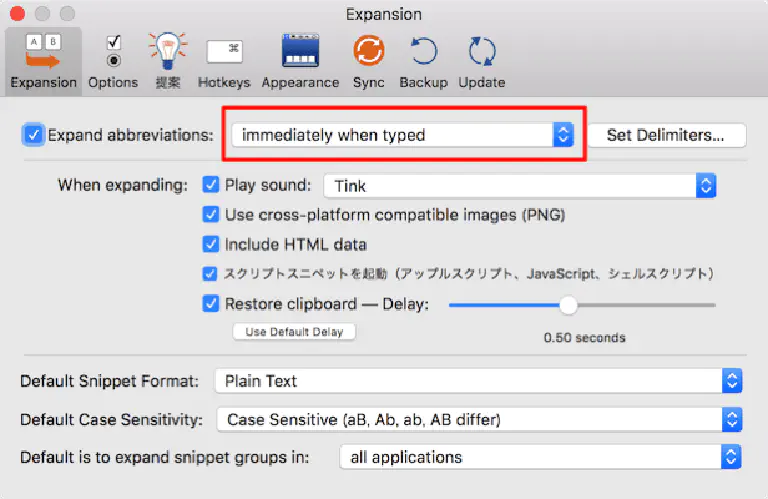 Expansion
A B ⌘
Expansion Options 提案 Hotkeys Appearance Sync Backup Update
Expand abbreviations: immediately when typed Set Delimiters...
When expanding: Play sound: Tink
Use cross-platform compatible images (PNG)
Include HTML data
スクリプトスニペットを起動（アップルスクリプト、JavaScript、シェルスクリプト）
Restore clipboard — Delay:
Use Default Delay 0.50 seconds
Default Snippet Format: Plain Text
Default Case Sensitivity: Case Sensitive (aB, Ab, ab, AB differ)
Default is to expand snippet groups in: all applications